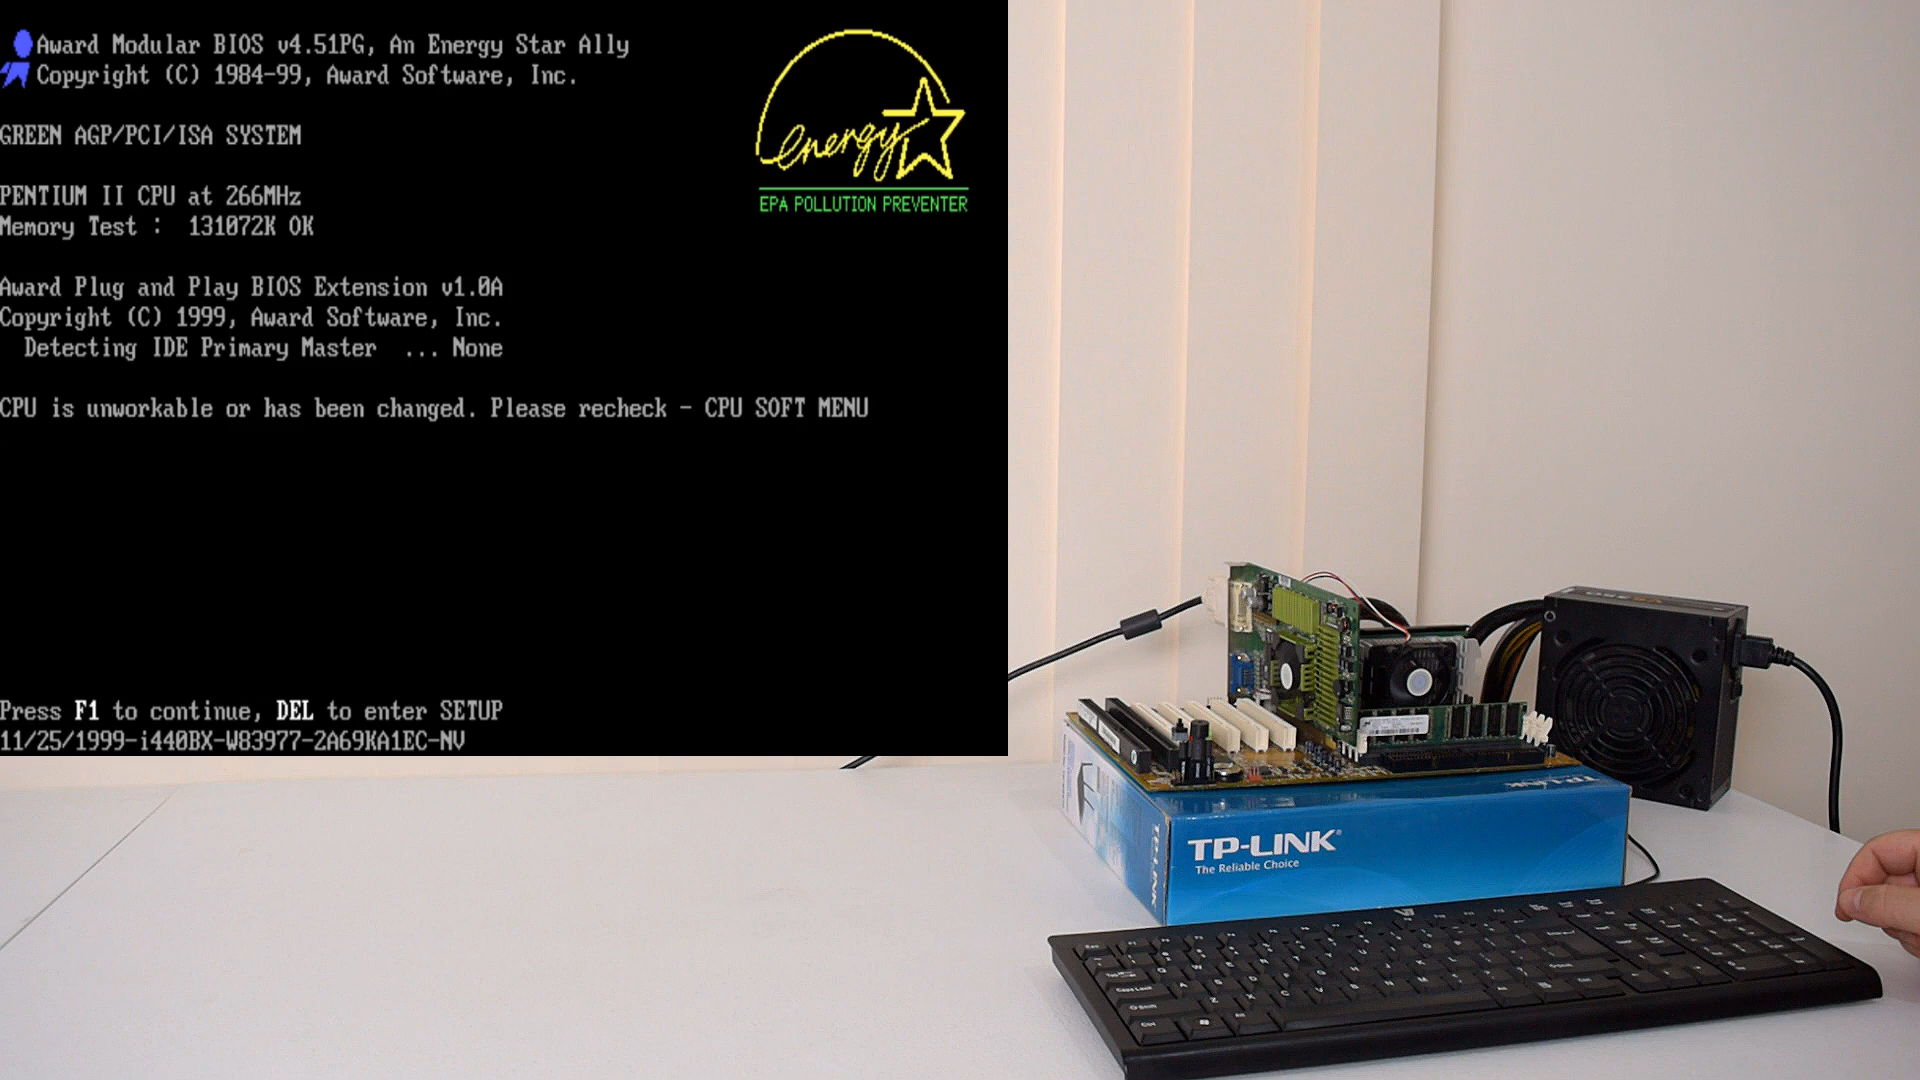 Award Modular BIOS v4.51PG, An Energy Star Ally
Copyright (C) 1984-99, Award Software, Inc.
energy
EPA POLLUTION PREVENTER
GREEN AGP/PCI/ISA SYSTEM
PENTIUM II CPU at 266MHz
Memory Test :  131072K OK
Award Plug and Play BIOS Extension v1.0A
Copyright (C) 1999, Award Software, Inc.
Detecting IDE Primary Master  ... None
CPU is unworkable or has been changed. Please recheck - CPU SOFT MENU
Press F1 to continue, DEL to enter SETUP
11/25/1999-i440BX-W83977-2A69KA1EC-NV
TP-LINK®
The Reliable Choice
TP-LINK
TP-LINK